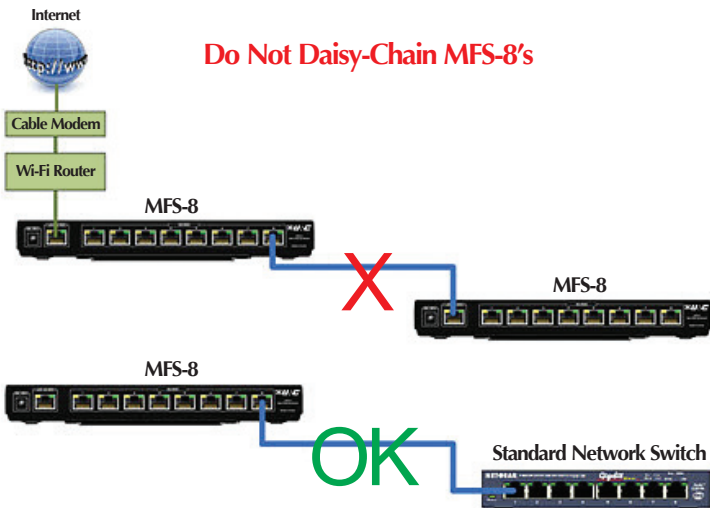 Internet
Do Not Daisy-Chain MFS-8's
http://ww
Cable Modem
Wi-Fi Router
MFS-8
MFS-8
X
MFS-8
OK
Standard Network Switch
NETGEAR